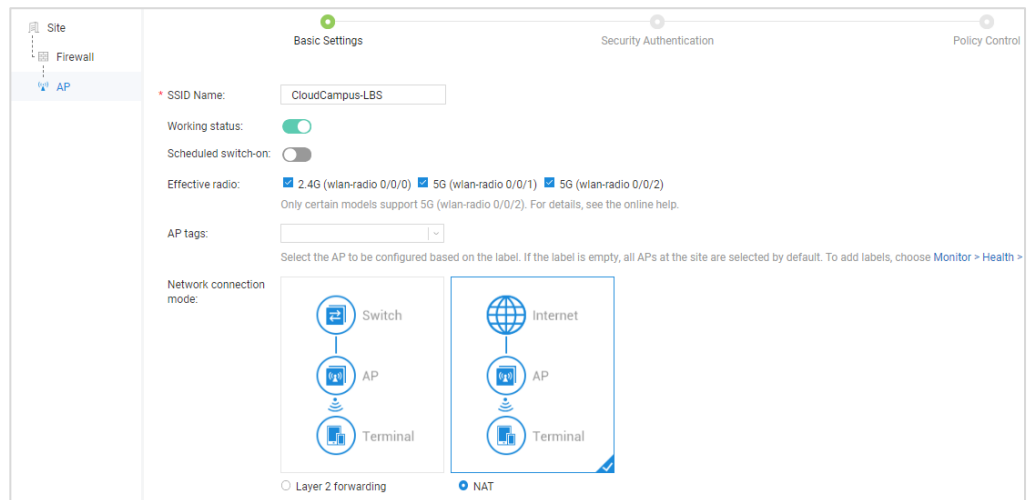 Site
Firewall
AP
Basic Settings
Security Authentication
Policy Control
* SSID Name:
CloudCampus-LBS
Working status:
Scheduled switch-on:
Effective radio:
2.4G (wlan-radio 0/0/0) 5G (wlan-radio 0/0/1) 5G (wlan-radio 0/0/2)
Only certain models support 5G (wlan-radio 0/0/2). For details, see the online help.
AP tags:
Select the AP to be configured based on the label. If the label is empty, all APs at the site are selected by default. To add labels, choose Monitor > Health >
Network connection
mode:
Switch
AP
Terminal
Internet
AP
Terminal
Layer 2 forwarding
NAT